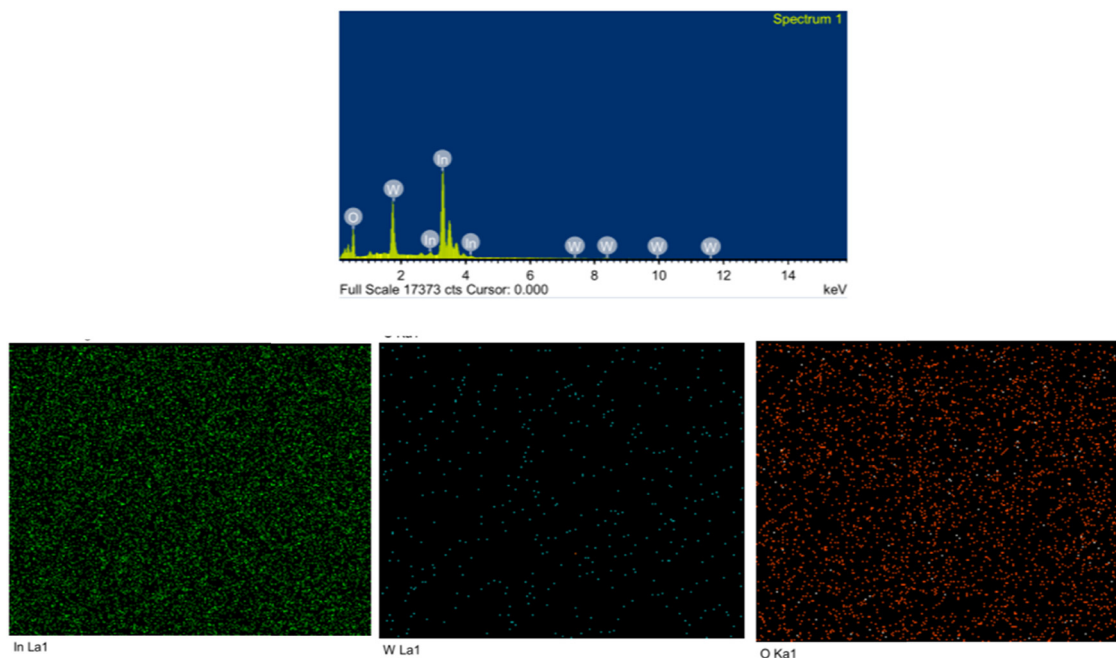 Spectrum 1
In
W
O
In
In
W
W
W
W
2
4
6
8
10
12
14
Full Scale 17373 cts Cursor: 0.000
keV
In La1
W La1
O Ka1